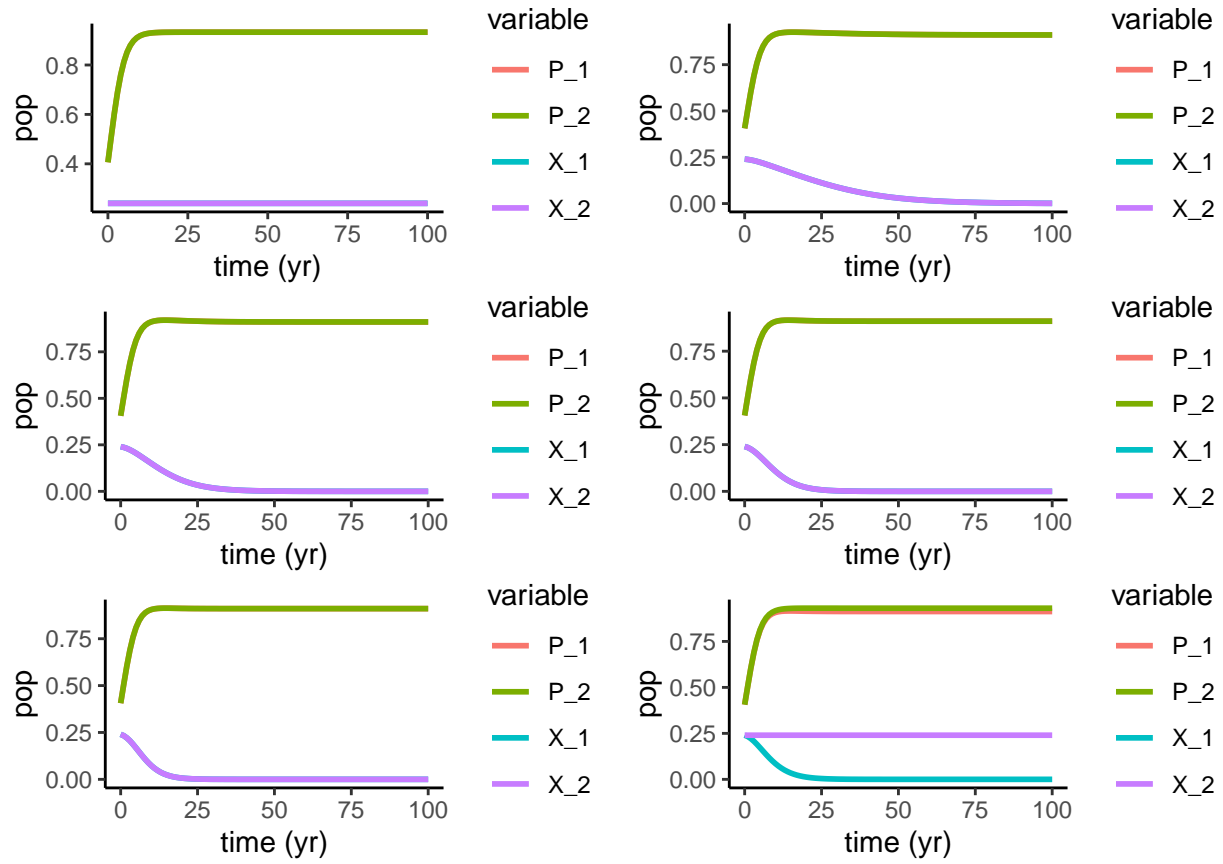 variable
pop
0.8
0.6
0.4
0
25
50
75
100
time (yr)
P_1
P_2
X_1
X_2
variable
pop
0.75
0.50
0.25
0.00
0
25
50
75
100
time (yr)
P_1
P_2
X_1
X_2
variable
pop
0.75
0.50
0.25
0.00
0
25
50
75
100
time (yr)
P_1
P_2
X_1
X_2
variable
pop
0.75
0.50
0.25
0.00
0
25
50
75
100
time (yr)
P_1
P_2
X_1
X_2
variable
pop
0.75
0.50
0.25
0.00
0
25
50
75
100
time (yr)
P_1
P_2
X_1
X_2
variable
pop
0.75
0.50
0.25
0.00
0
25
50
75
100
time (yr)
P_1
P_2
X_1
X_2